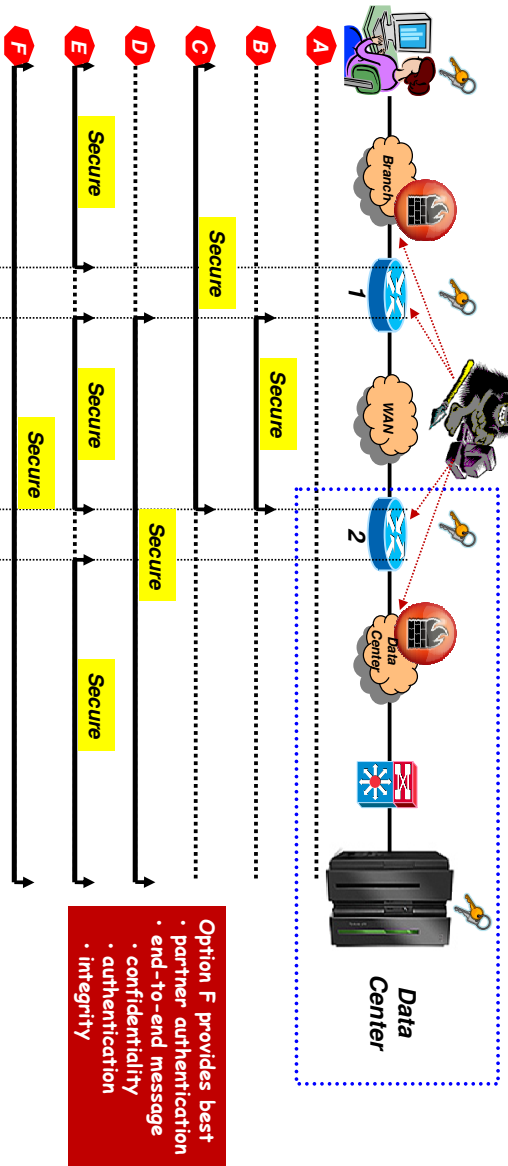 Branch
1
WAN
2
Data
Center
Data
Center
A
B
Secure
C
Secure
D
Secure
E
Secure
Secure
Secure
F
Secure
Option F provides best
· partner authentication
· end-to-end message
· confidentiality
· authentication
· integrity